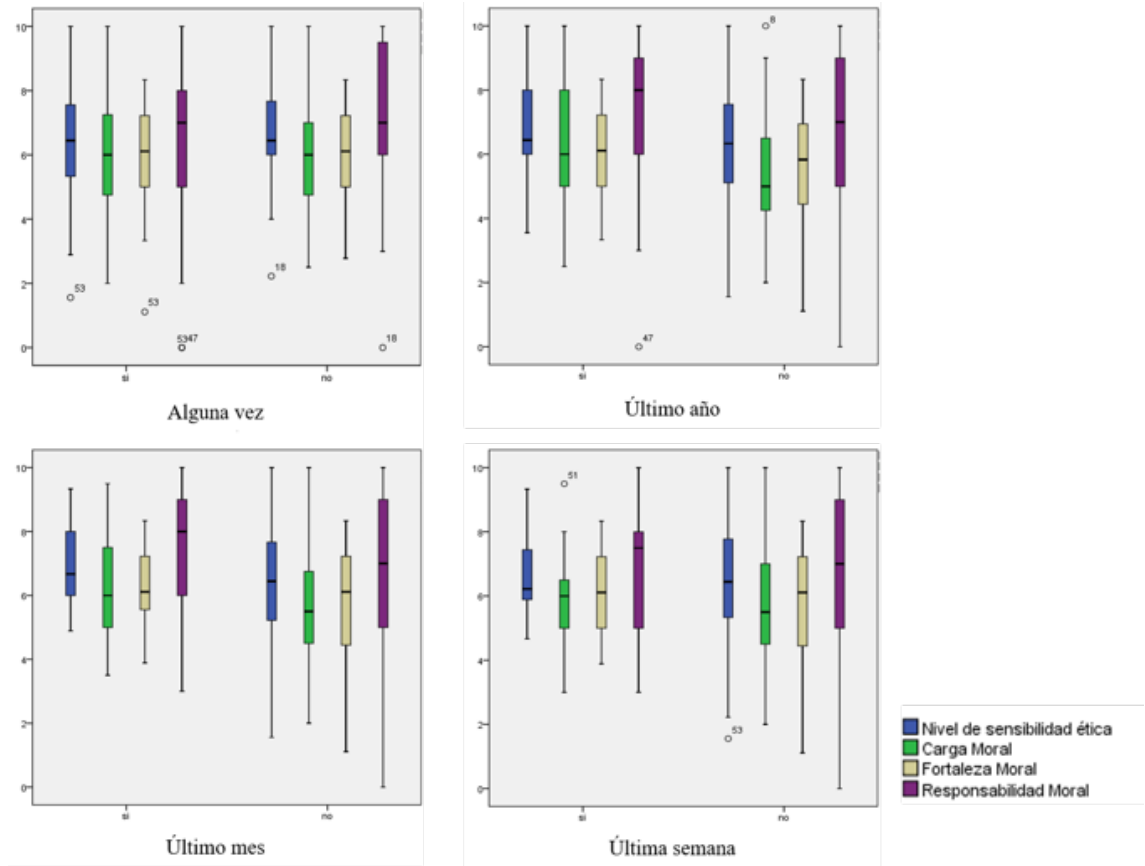 10
8
6
4
2
0
53
53
5347
18
18
si
no
Alguna vez
10
8
6
4
2
0
47
8
si
no
Último año
10
8
6
4
2
0
si
no
Último mes
10
8
6
4
2
0
51
53
si
no
Última semana
Nivel de sensibilidad ética
Carga Moral
Fortaleza Moral
Responsabilidad Moral